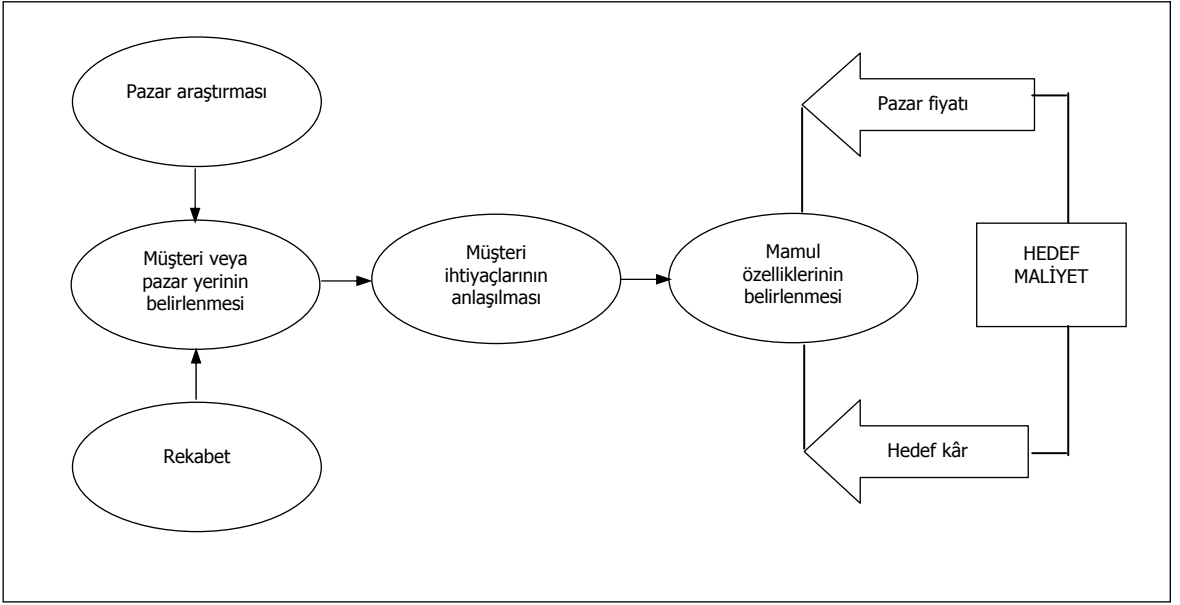 Pazar araştırması
Müşteri veya
pazar yerinin
belirlenmesi
Rekabet
Müşteri
ihtiyaçlarının
anlaşılması
Mamul
özelliklerinin
belirlenmesi
Pazar fiyatı
Hedef kâr
HEDEF
MALİYET